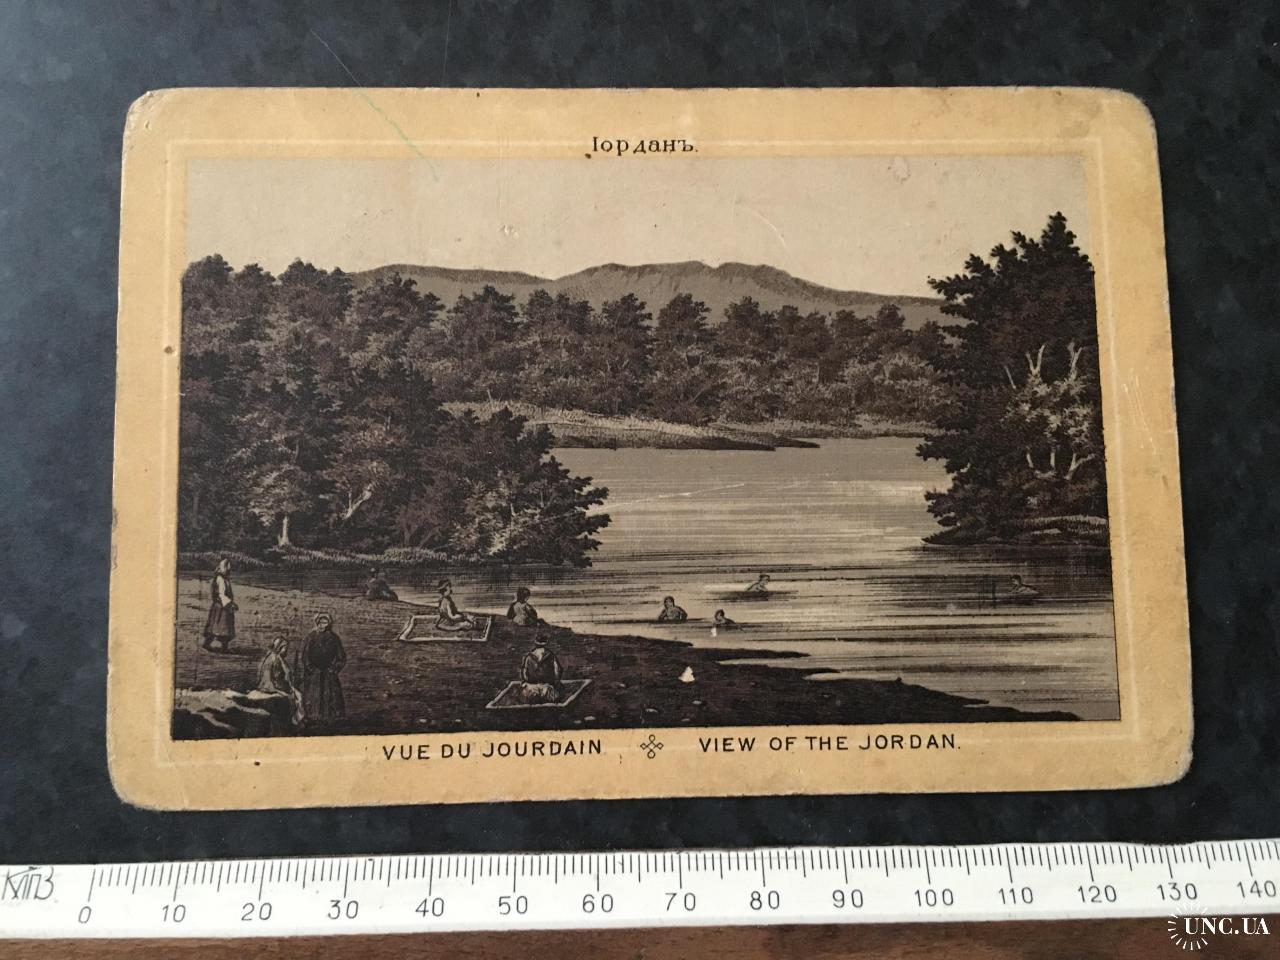 Іорданъ.
VUE DU JOURDAIN VIEW OF THE JORDAN.
0 10 20 30 40 50 60 70 80 90 100 110 120 130 140
UNC.UA